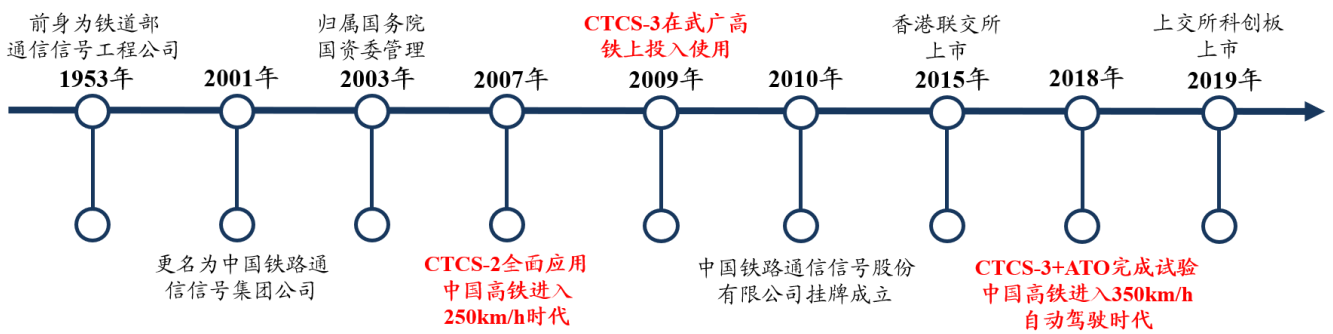 前身为铁道部
通信信号工程公司
1953年
2001年
归属国务院
国资委管理
2003年
2007年
CTCS-3在武广高
铁上投入使用
2009年
2010年
香港联交所
上市
2015年
2018年
上交所科创板
上市
2019年
更名为中国铁路通
信信号集团公司
CTCS-2全面应用
中国高铁进入
250km/h时代
中国铁路通信信号股份
有限公司挂牌成立
CTCS-3+ATO完成试验
中国高铁进入350km/h
自动驾驶时代